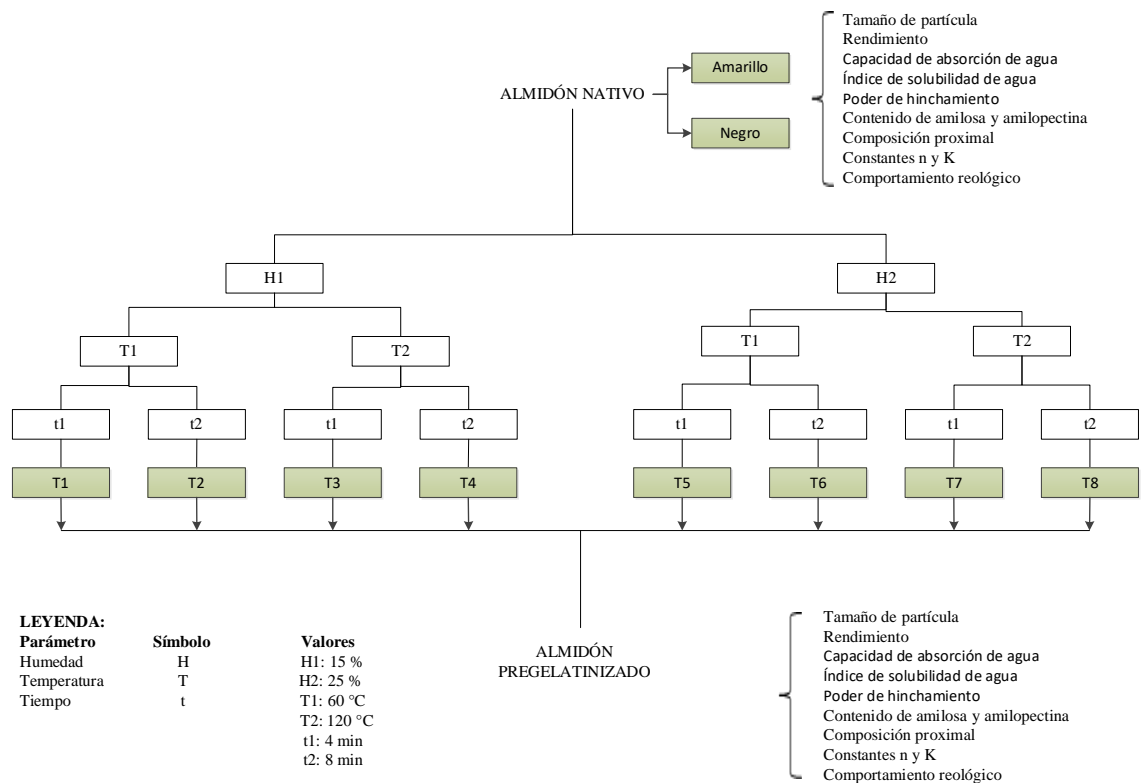 Tamaño de partícula
Rendimiento
Capacidad de absorción de agua
Índice de solubilidad de agua
Poder de hinchamiento
Contenido de amilosa y amilopectina
Composición proximal
Constantes n y K
Comportamiento reológico
ALMIDÓN NATIVO
Amarillo
Negro
H1
H2
T1
T2
T1
T2
t1
t2
t1
t2
t1
t2
t1
t2
T1
T2
T3
T4
T5
T6
T7
T8
LEYENDA:
Parámetro Símbolo Valores
Humedad H H1: 15 %
Temperatura T H2: 25 %
Tiempo t T1: 60 °C
T2: 120 °C
t1: 4 min
t2: 8 min
ALMIDÓN
PREGELATINIZADO
Tamaño de partícula
Rendimiento
Capacidad de absorción de agua
Índice de solubilidad de agua
Poder de hinchamiento
Contenido de amilosa y amilopectina
Composición proximal
Constantes n y K
Comportamiento reológico